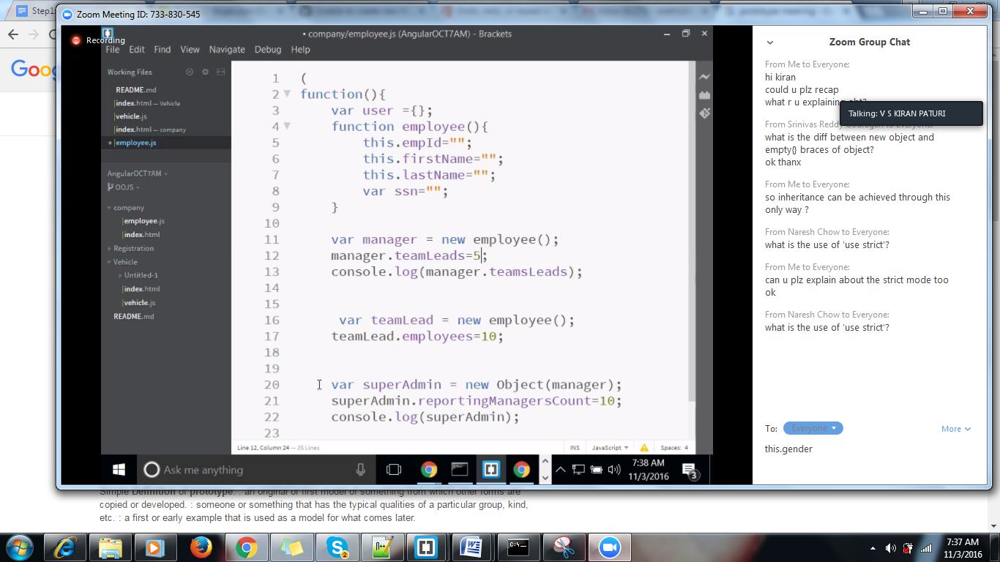 Step1
Zoom Meeting ID: 733-830-545
Goo
Recording
• company/employee.js (AngularOCT7AM) - Brackets
File Edit Find View Navigate Debug Help
Working Files
README.md
index.html — Vehicle
vehicle.js
index.html — company
employee.js
AngularOCT7AM
OOJS
company
employee.js
index.html
Registration
Vehicle
Untitled-1
index.html
vehicle.js
README.md
1 (
2 function(){
3 var user ={};
4 function employee(){
5 this.empId="";
6 this.firstName="";
7 this.lastName="";
8 var ssn="";
9 }
10
11 var manager = new employee();
12 manager.teamLeads=5;
13 console.log(manager.teamsLeads);
14
15
16 var teamLead = new employee();
17 teamLead.employees=10;
18
19
20 var superAdmin = new Object(manager);
21 superAdmin.reportingManagersCount=10;
22 console.log(superAdmin);
23
Line 12, Column 24 — 25 Lines
INS JavaScript Spaces: 4
Ask me anything
7:38 AM
11/3/2016
3
Zoom Group Chat
From Me to Everyone:
hi kiran
could u plz recap
what r u explaining abt?
Talking: V S KIRAN PATURI
From Srinivas Reddy to Everyone:
what is the diff between new object and
empty{} braces of object?
ok thanx
From Me to Everyone:
so inheritance can be achieved through this
only way ?
From Naresh Chow to Everyone:
what is the use of 'use strict'?
From Me to Everyone:
can u plz explain about the strict mode too
ok
From Naresh Chow to Everyone:
what is the use of 'use strict'?
To: Everyone More
this.gender
Simple Definition of prototype. : an original or first model of something from which other forms are
copied or developed. : someone or something that has the typical qualities of a particular group, kind,
etc. : a first or early example that is used as a model for what comes later.
2
7:37 AM
11/3/2016